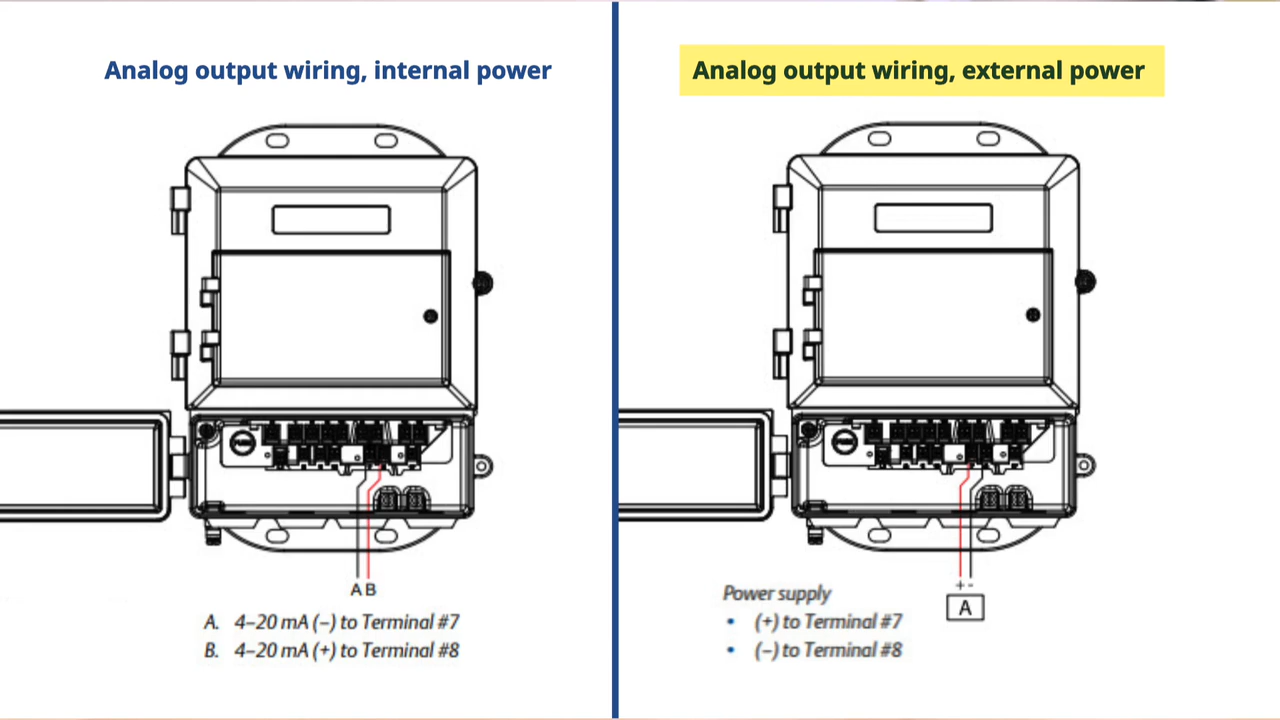 Analog output wiring, internal power
A B
A. 4–20 mA (–) to Terminal #7
B. 4–20 mA (+) to Terminal #8
Analog output wiring, external power
+ -
A
Power supply
• (+) to Terminal #7
• (–) to Terminal #8